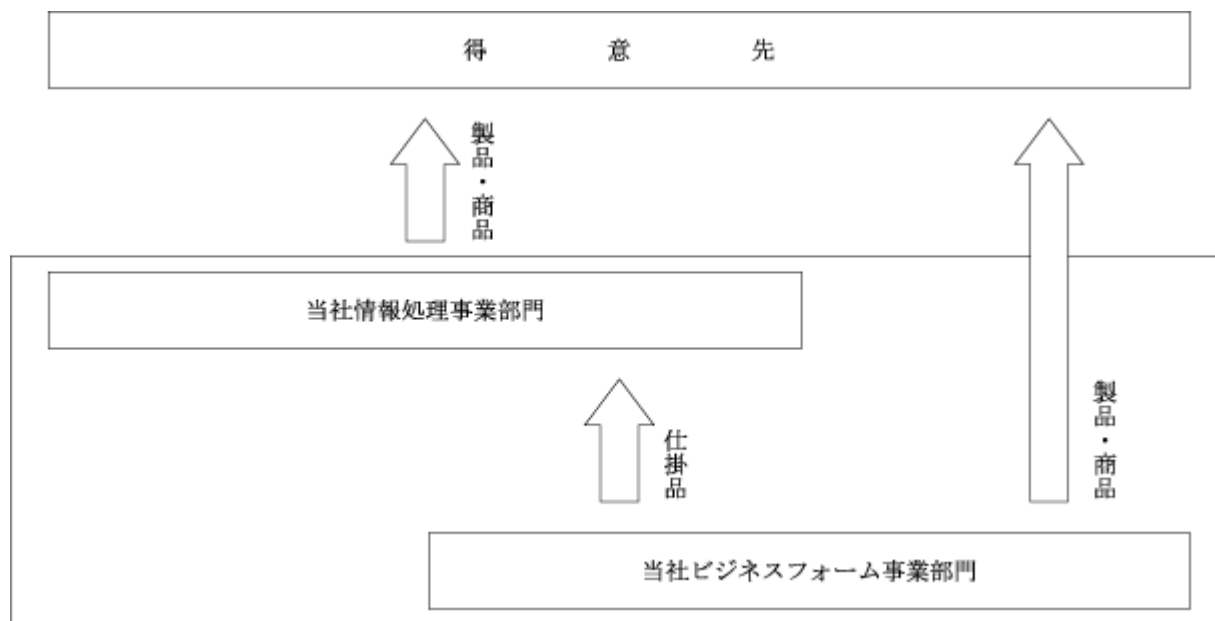 得意先
製品・商品
当社情報処理事業部門
仕掛品
製品・商品
当社ビジネスフォーム事業部門